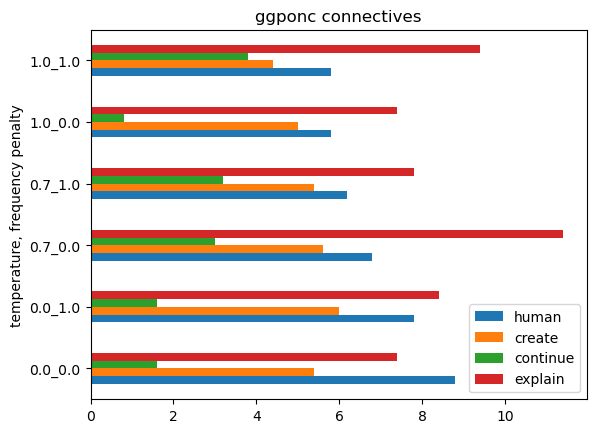 ggponc connectives
temperature, frequency penalty
1.0_1.0
1.0_0.0
0.7_1.0
0.7_0.0
0.0_1.0
0.0_0.0
human
create
continue
explain
0 2 4 6 8 10